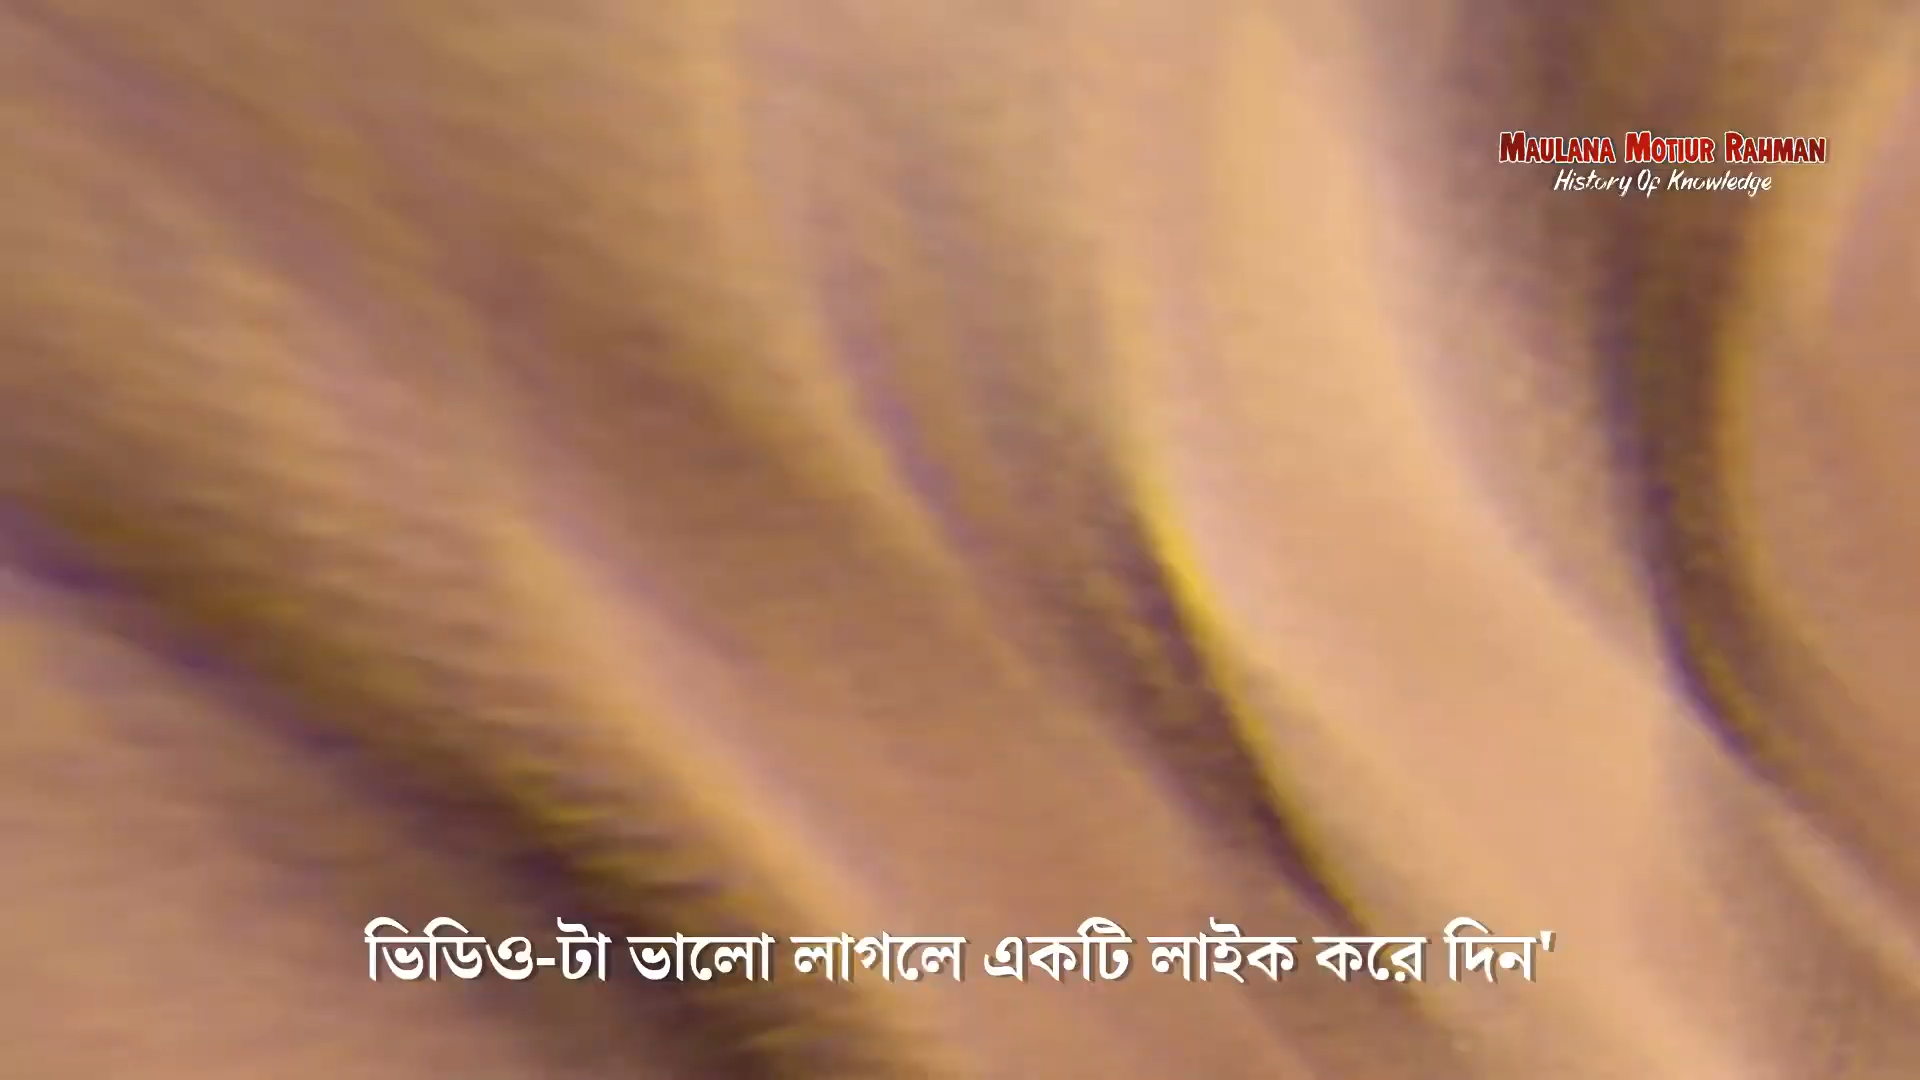 MAULANA MOTIUR RAHMAN
History Of Knowledge
ভিডিও-টা ভালো লাগলে একটি লাইক করে দিন'